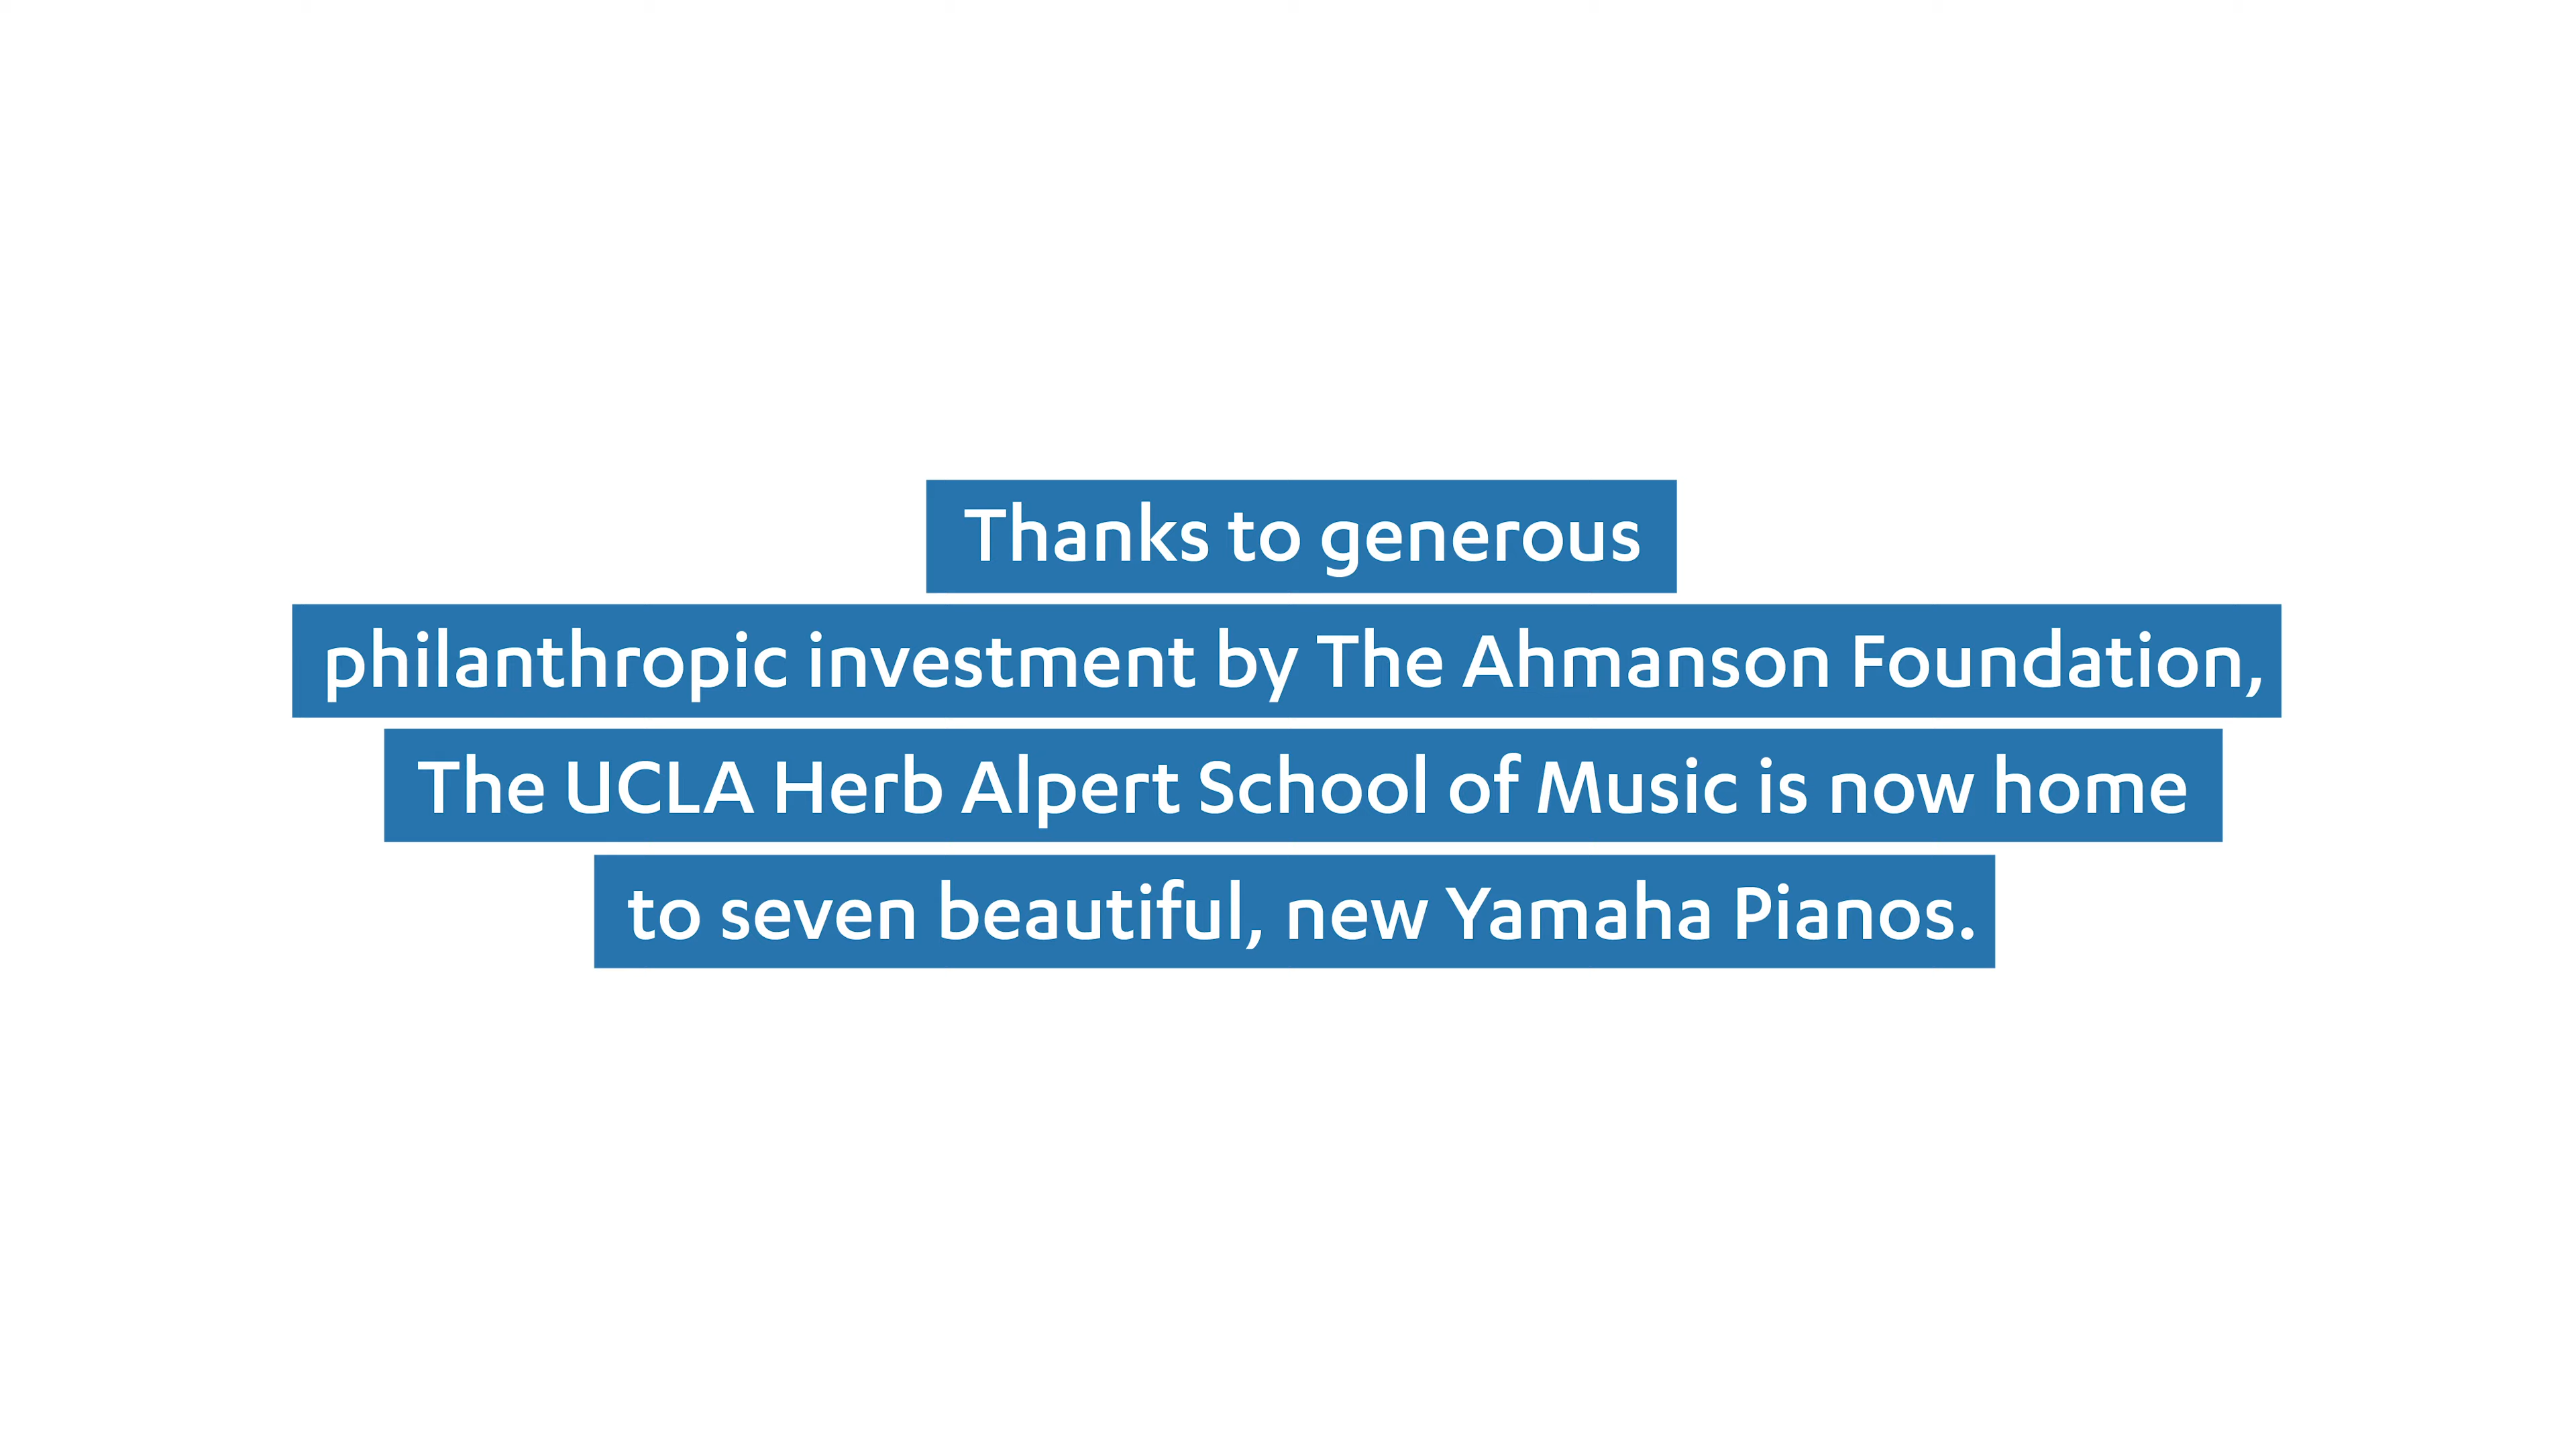 Thanks to generous
philanthropic investment by The Ahmanson Foundation,
The UCLA Herb Alpert School of Music is now home
to seven beautiful, new Yamaha Pianos.